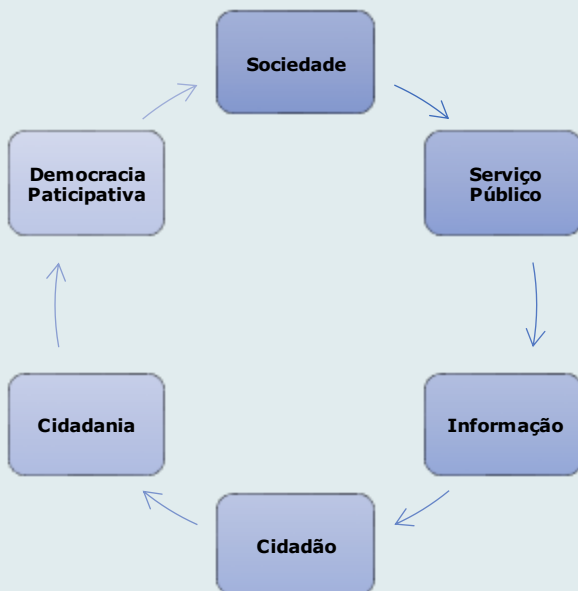 Sociedade
Serviço
Público
Informação
Cidadão
Cidadania
Democracia
Paticipativa